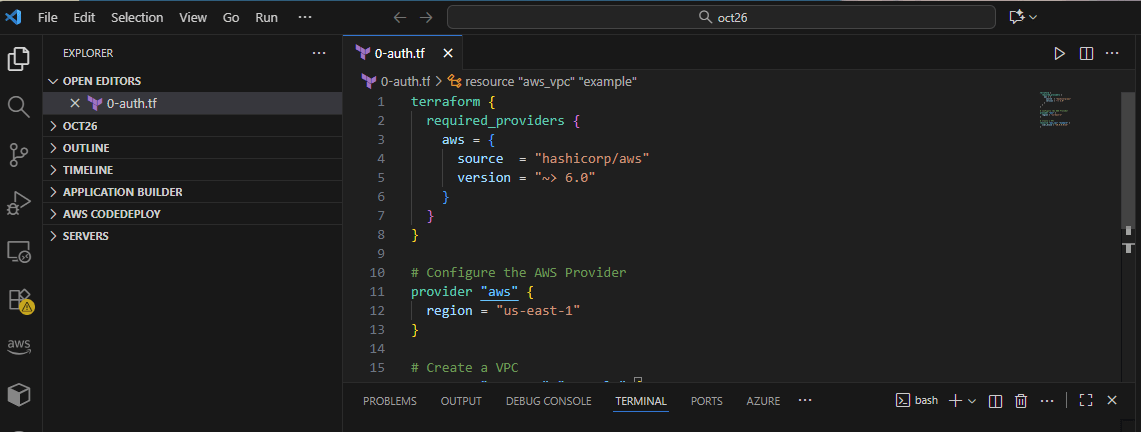 File Edit Selection View Go Run ···
oct26
EXPLORER ···
0-auth.tf
OPEN EDITORS
0-auth.tf
OCT26
OUTLINE
TIMELINE
APPLICATION BUILDER
AWS CODEDEPLOY
SERVERS
aws
0-auth.tf > resource "aws_vpc" "example"
1 terraform {
2 required_providers {
3 aws = {
4 source = "hashicorp/aws"
5 version = "~> 6.0"
6 }
7 }
8 }
9
10 # Configure the AWS Provider
11 provider "aws" {
12 region = "us-east-1"
13 }
14
15 # Create a VPC
PROBLEMS OUTPUT DEBUG CONSOLE TERMINAL PORTS AZURE ··· bash